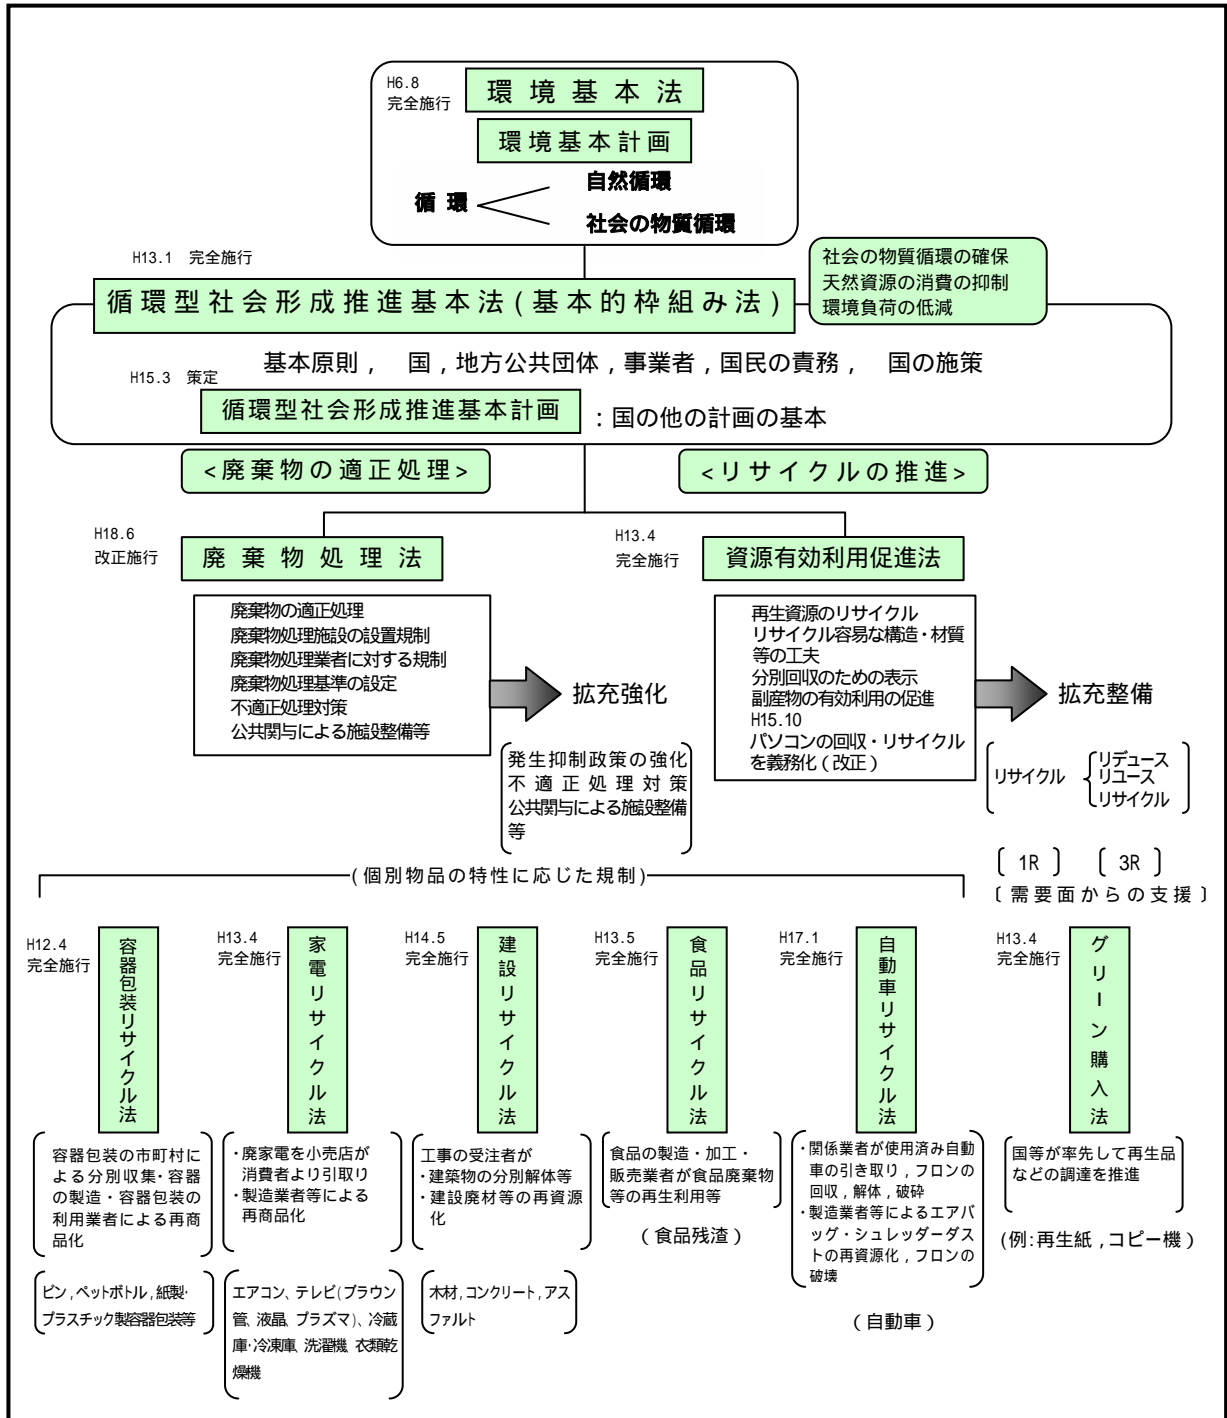 H6.8
完全施行
環境基本法
環境基本計画
循環
自然循環
社会の物質循環
H13.1 完全施行
循環型社会形成推進基本法(基本的枠組み法)
社会の物質循環の確保
天然資源の消費の抑制
環境負荷の低減
基本原則, 国,地方公共団体,事業者,国民の責務, 国の施策
H15.3 策定
循環型社会形成推進基本計画
:国の他の計画の基本
<廃棄物の適正処理>
<リサイクルの推進>
H18.6
改正施行
廃棄物処理法
廃棄物の適正処理
廃棄物処理施設の設置規制
廃棄物処理業者に対する規制
廃棄物処理基準の設定
不適正処理対策
公共関与による施設整備等
拡充強化
発生抑制政策の強化
不適正処理対策
公共関与による施設整備
等
H13.4
完全施行
資源有効利用促進法
再生資源のリサイクル
リサイクル容易な構造・材質
等の工夫
分別回収のための表示
副産物の有効利用の促進
H15.10
パソコンの回収・リサイクル
を義務化(改正)
拡充整備
リサイクル
リデュース
リユース
リサイクル
〔 1R 〕 〔 3R 〕
(個別物品の特性に応じた規制)
〔需要面からの支援〕
H12.4
完全施行
容器包装リサイクル法
容器包装の市町村に
よる分別収集・容器
の製造・容器包装の
利用業者による再商
品化
ビン,ペットボトル,紙製・
プラスチック製容器包装等
H13.4
完全施行
家電リサイクル法
・廃家電を小売店が
消費者より引取り
・製造業者等による
再商品化
エアコン、テレビ(ブラウン
管、液晶、プラズマ)、冷蔵
庫・冷凍庫、洗濯機、衣類乾
燥機
H14.5
完全施行
建設リサイクル法
工事の受注者が
・建築物の分別解体等
・建設廃材等の再資源
化
木材,コンクリート,アス
ファルト
H13.5
完全施行
食品リサイクル法
食品の製造・加工・
販売業者が食品廃棄物
等の再生利用等
(食品残渣)
H17.1
完全施行
自動車リサイクル法
・関係業者が使用済み自動
車の引き取り,フロンの
回収,解体,破砕
・製造業者等によるエアバ
ッグ・シュレッダーダス
トの再資源化,フロンの
破壊
(自動車)
H13.4
完全施行
グリーン購入法
国等が率先して再生品
などの調達を推進
(例:再生紙,コピー機)